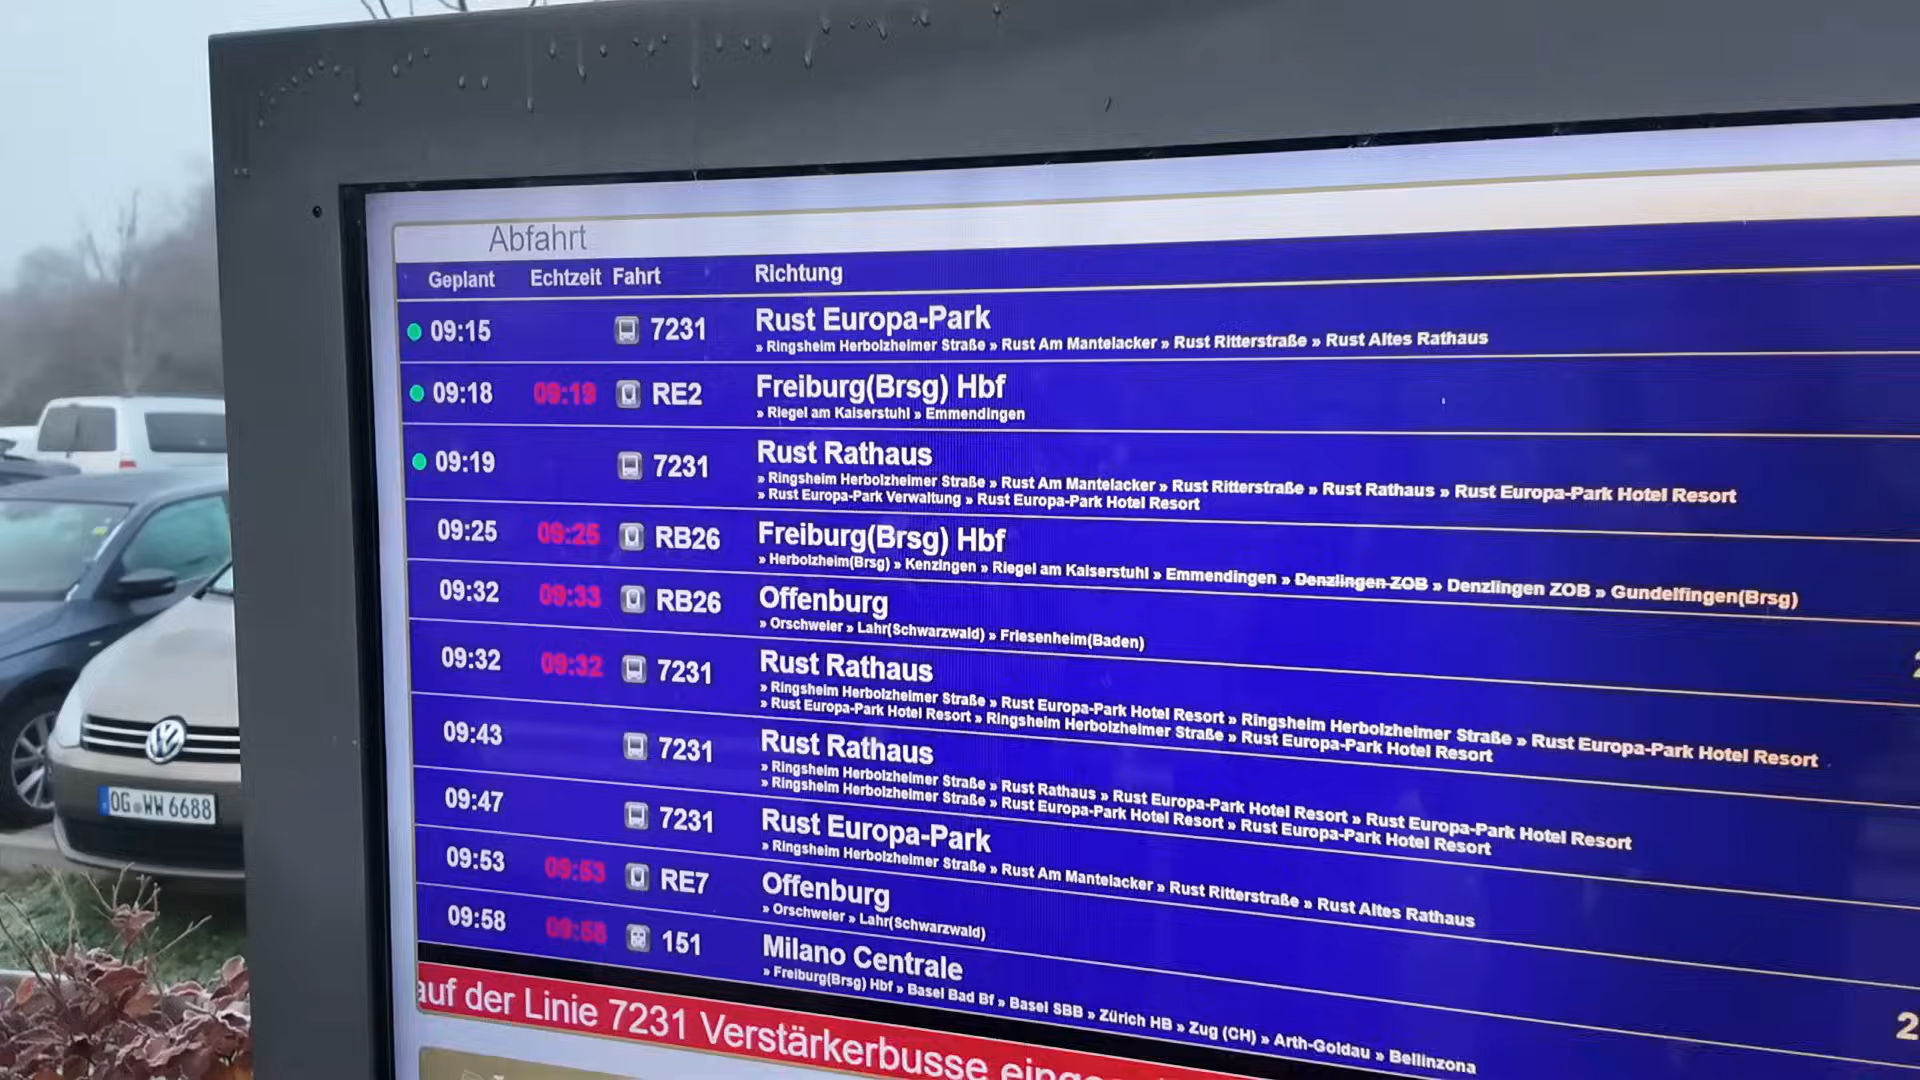 Abfahrt
Geplant Echtzeit Fahrt Richtung
09:15 7231 Rust Europa-Park
» Ringsheim Herbolzheimer Straße » Rust Am Mantelacker » Rust Ritterstraße » Rust Altes Rathaus
09:18 09:19 RE2 Freiburg(Brsg) Hbf
» Riegel am Kaiserstuhl » Emmendingen
09:19 7231 Rust Rathaus
» Ringsheim Herbolzheimer Straße » Rust Am Mantelacker » Rust Ritterstraße » Rust Rathaus » Rust Europa-Park Hotel Resort
» Rust Europa-Park Verwaltung » Rust Europa-Park Hotel Resort
09:25 09:25 RB26 Freiburg(Brsg) Hbf
» Herbolzheim(Brsg) » Kenzingen » Riegel am Kaiserstuhl » Emmendingen » Denzlingen ZOB » Denzlingen ZOB » Gundelfingen(Brsg)
09:32 09:33 RB26 Offenburg
» Orschweier » Lahr(Schwarzwald) » Friesenheim(Baden)
09:32 09:32 7231 Rust Rathaus
» Ringsheim Herbolzheimer Straße » Rust Europa-Park Hotel Resort » Ringsheim Herbolzheimer Straße » Rust Europa-Park Hotel Resort
» Rust Europa-Park Hotel Resort » Ringsheim Herbolzheimer Straße » Rust Europa-Park Hotel Resort
09:43 7231 Rust Rathaus
» Ringsheim Herbolzheimer Straße » Rust Rathaus » Rust Europa-Park Hotel Resort » Rust Europa-Park Hotel Resort
» Ringsheim Herbolzheimer Straße » Rust Europa-Park Hotel Resort » Rust Europa-Park Hotel Resort
09:47 7231 Rust Europa-Park
» Ringsheim Herbolzheimer Straße » Rust Am Mantelacker » Rust Ritterstraße » Rust Altes Rathaus
09:53 09:53 RE7 Offenburg
» Orschweier » Lahr(Schwarzwald)
09:58 09:58 151 Milano Centrale
» Freiburg(Brsg) Hbf » Basel Bad Bf » Basel SBB » Zürich HB » Zug (CH) » Arth-Goldau » Bellinzona
auf der Linie 7231 Verstärkerbusse
OG WW 6688